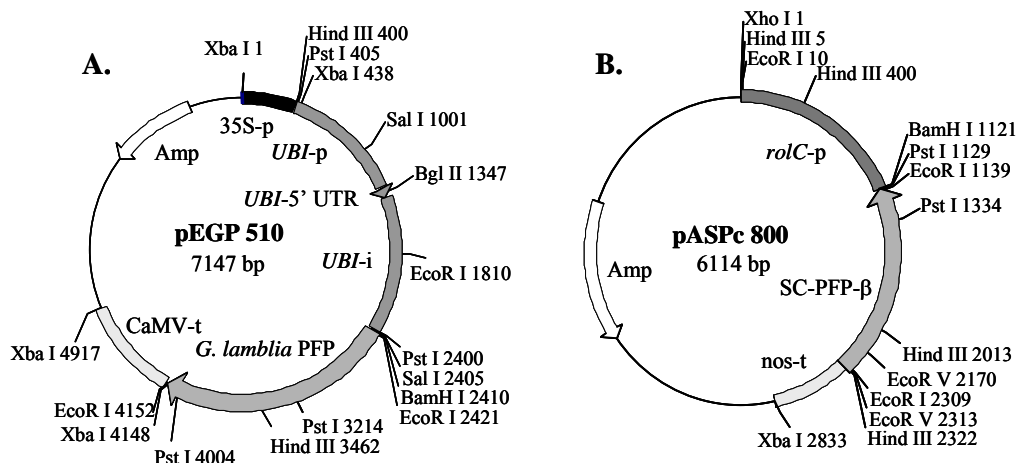 A.
Xba I 1
Hind III 400
Pst I 405
Xba I 438
Sal I 1001
Bgl II 1347
EcoR I 1810
Pst I 2400
Sal I 2405
BamH I 2410
EcoR I 2421
Pst I 3214
Hind III 3462
Pst I 4004
Xba I 4148
EcoR I 4152
Xba I 4917
35S-p
UBI-p
UBI-5' UTR
UBI-i
G. lamblia PFP
CaMV-t
Amp
pEGP 510
7147 bp
B.
Xho I 1
Hind III 5
EcoR I 10
Hind III 400
BamH I 1121
Pst I 1129
EcoR I 1139
Pst I 1334
Hind III 2013
EcoR V 2170
EcoR I 2309
EcoR V 2313
Hind III 2322
Xba I 2833
rolC-p
SC-PFP-β
nos-t
Amp
pASPc 800
6114 bp